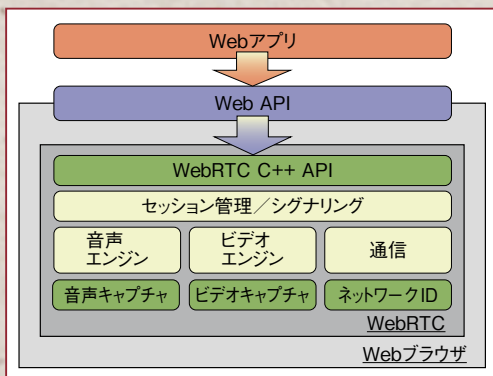 Webアプリ
Web API
WebRTC C++ API
セッション管理／シグナリング
音声
エンジン
ビデオ
エンジン
通信
音声キャプチャ
ビデオキャプチャ
ネットワークID
WebRTC
Webブラウザ